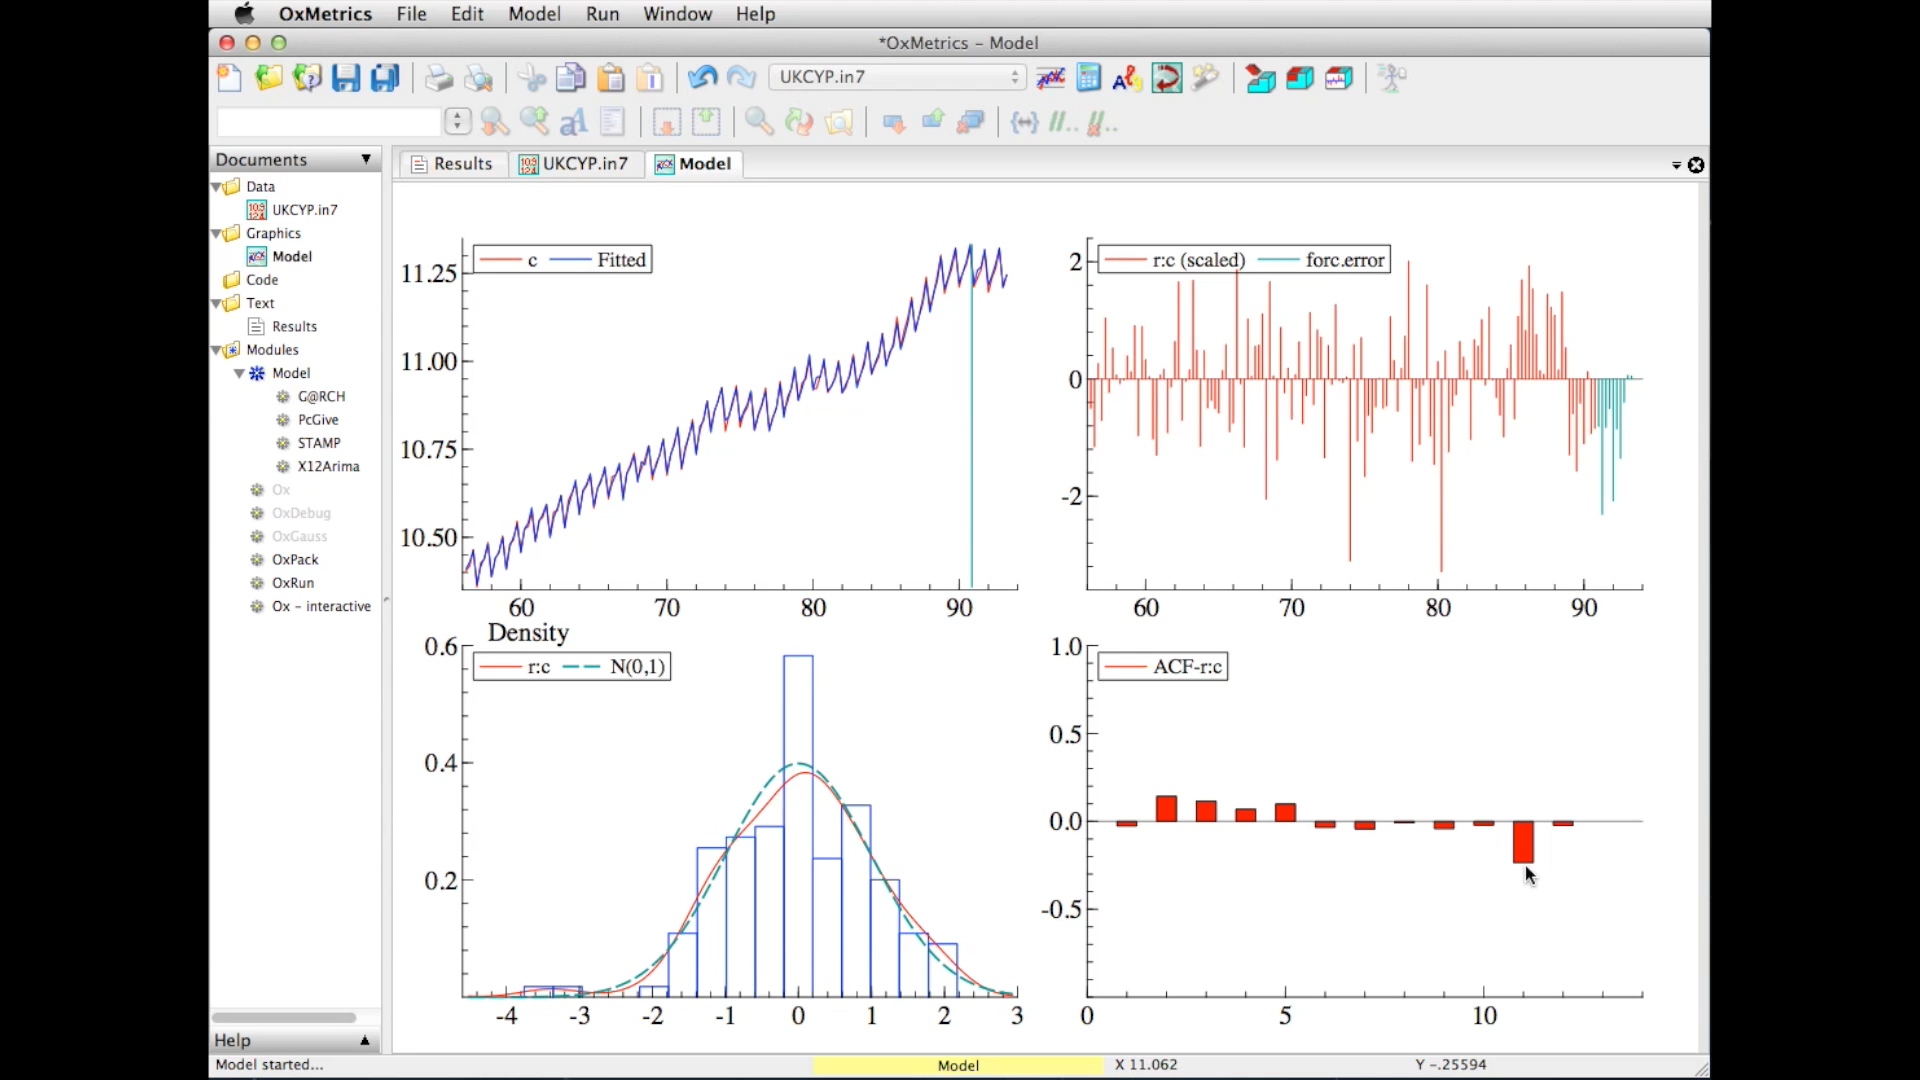 OxMetrics File Edit Model Run Window Help
*OxMetrics – Model
UKCYP.in7
Documents
Results
UKCYP.in7
Model
Data
UKCYP.in7
Graphics
Model
Code
Text
Results
Modules
Model
G@RCH
PcGive
STAMP
X12Arima
Ox
OxDebug
OxGauss
OxPack
OxRun
Ox – interactive
Help
c Fitted
11.25
11.00
10.75
10.50
60 70 80 90
r:c (scaled) forc.error
2
0
-2
60 70 80 90
Density
r:c N(0,1)
0.6
0.4
0.2
-4 -3 -2 -1 0 1 2 3
ACF-r:c
1.0
0.5
0.0
-0.5
0 5 10
Model started... Model X 11.062 Y -.25594